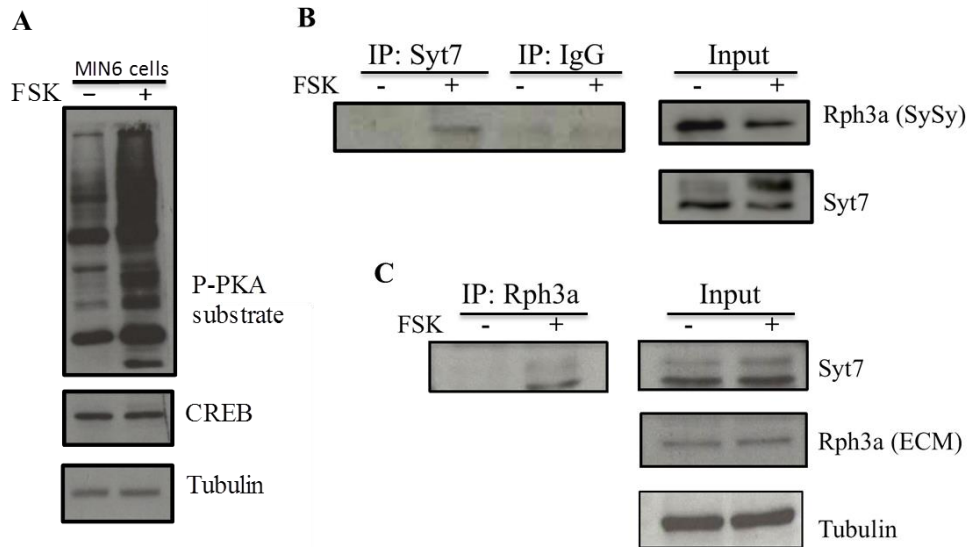 A
MIN6 cells
FSK – +
P-PKA
substrate
CREB
Tubulin
B
IP: Syt7 IP: IgG Input
FSK - + - + - +
Rph3a (SySy)
Syt7
C
IP: Rph3a Input
FSK - + - +
Syt7
Rph3a (ECM)
Tubulin